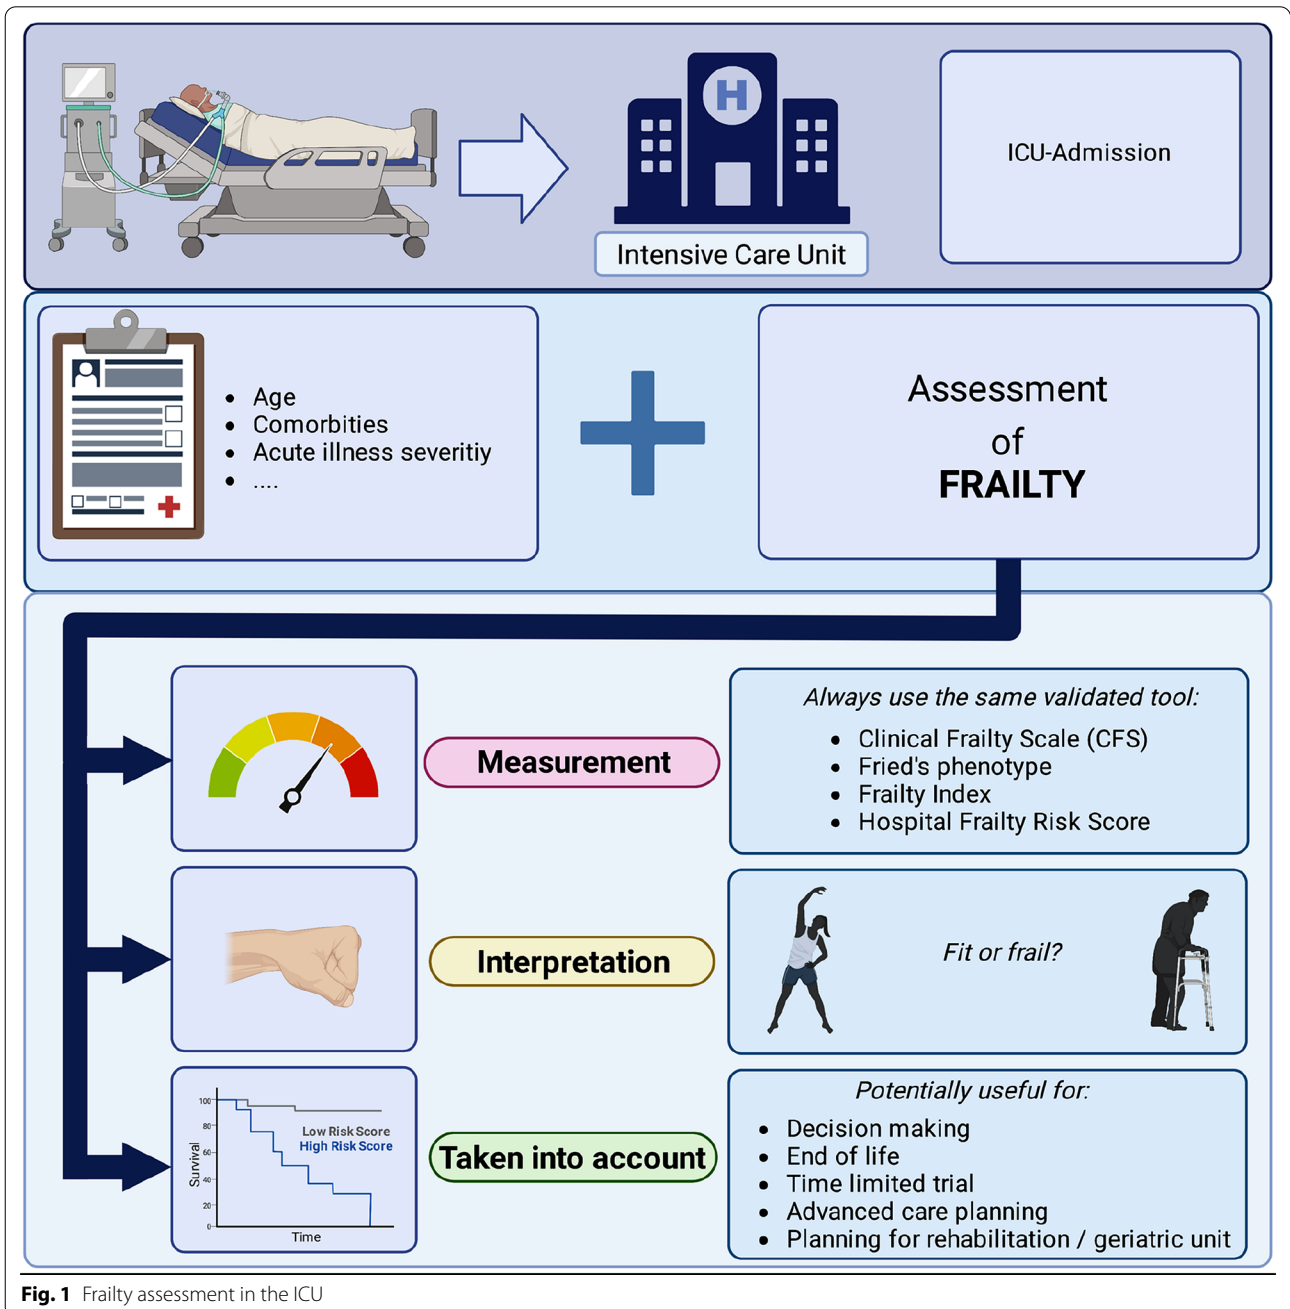 H
ICU-Admission
Intensive Care Unit
• Age
• Comorbities
• Acute illness severitiy
• ....
Assessment
of
FRAILTY
Measurement
Always use the same validated tool:
• Clinical Frailty Scale (CFS)
• Fried's phenotype
• Frailty Index
• Hospital Frailty Risk Score
Interpretation
Fit or frail?
100
80
60
40
20
0
Survival
Low Risk Score
High Risk Score
Time
Taken into account
Potentially useful for:
• Decision making
• End of life
• Time limited trial
• Advanced care planning
• Planning for rehabilitation / geriatric unit
Fig. 1 Frailty assessment in the ICU